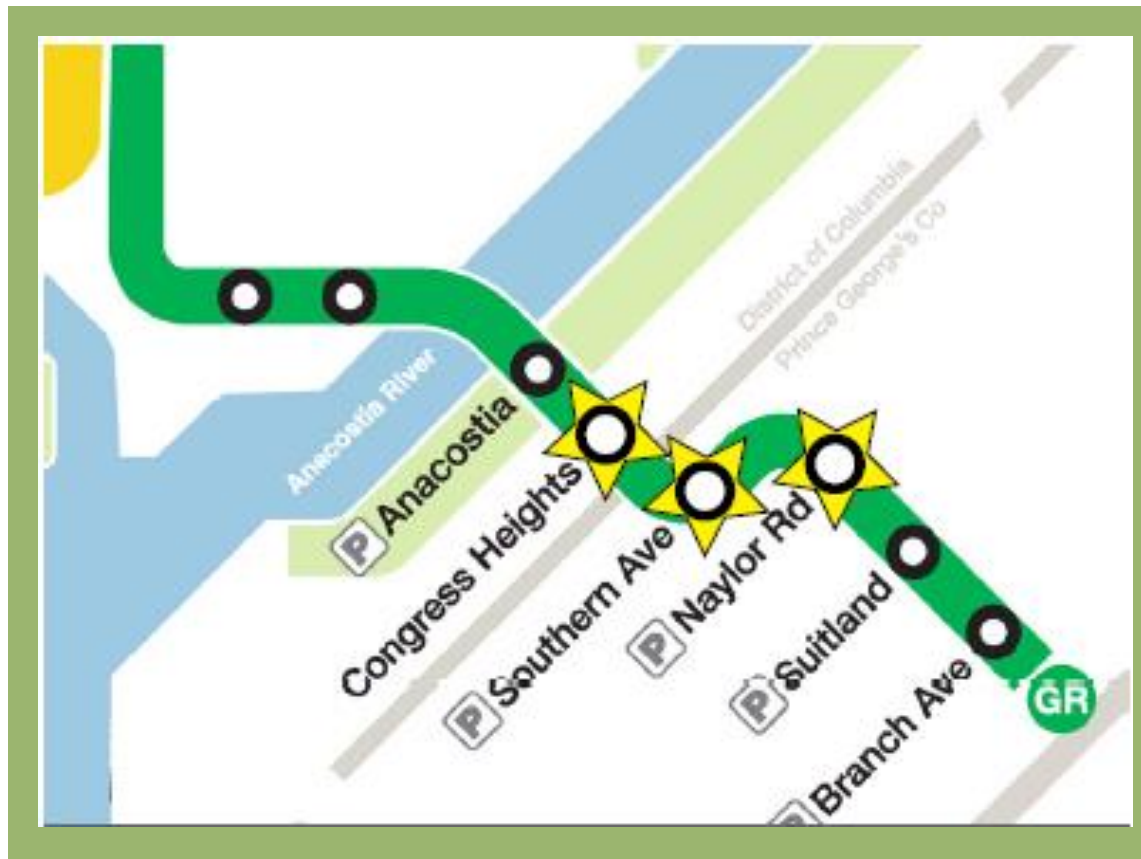 District of Columbia
Prince George's Co
Anacostia River
P Anacostia
Congress Heights
P Southern Ave
P Naylor Rd
P Suitland
P Branch Ave
GR